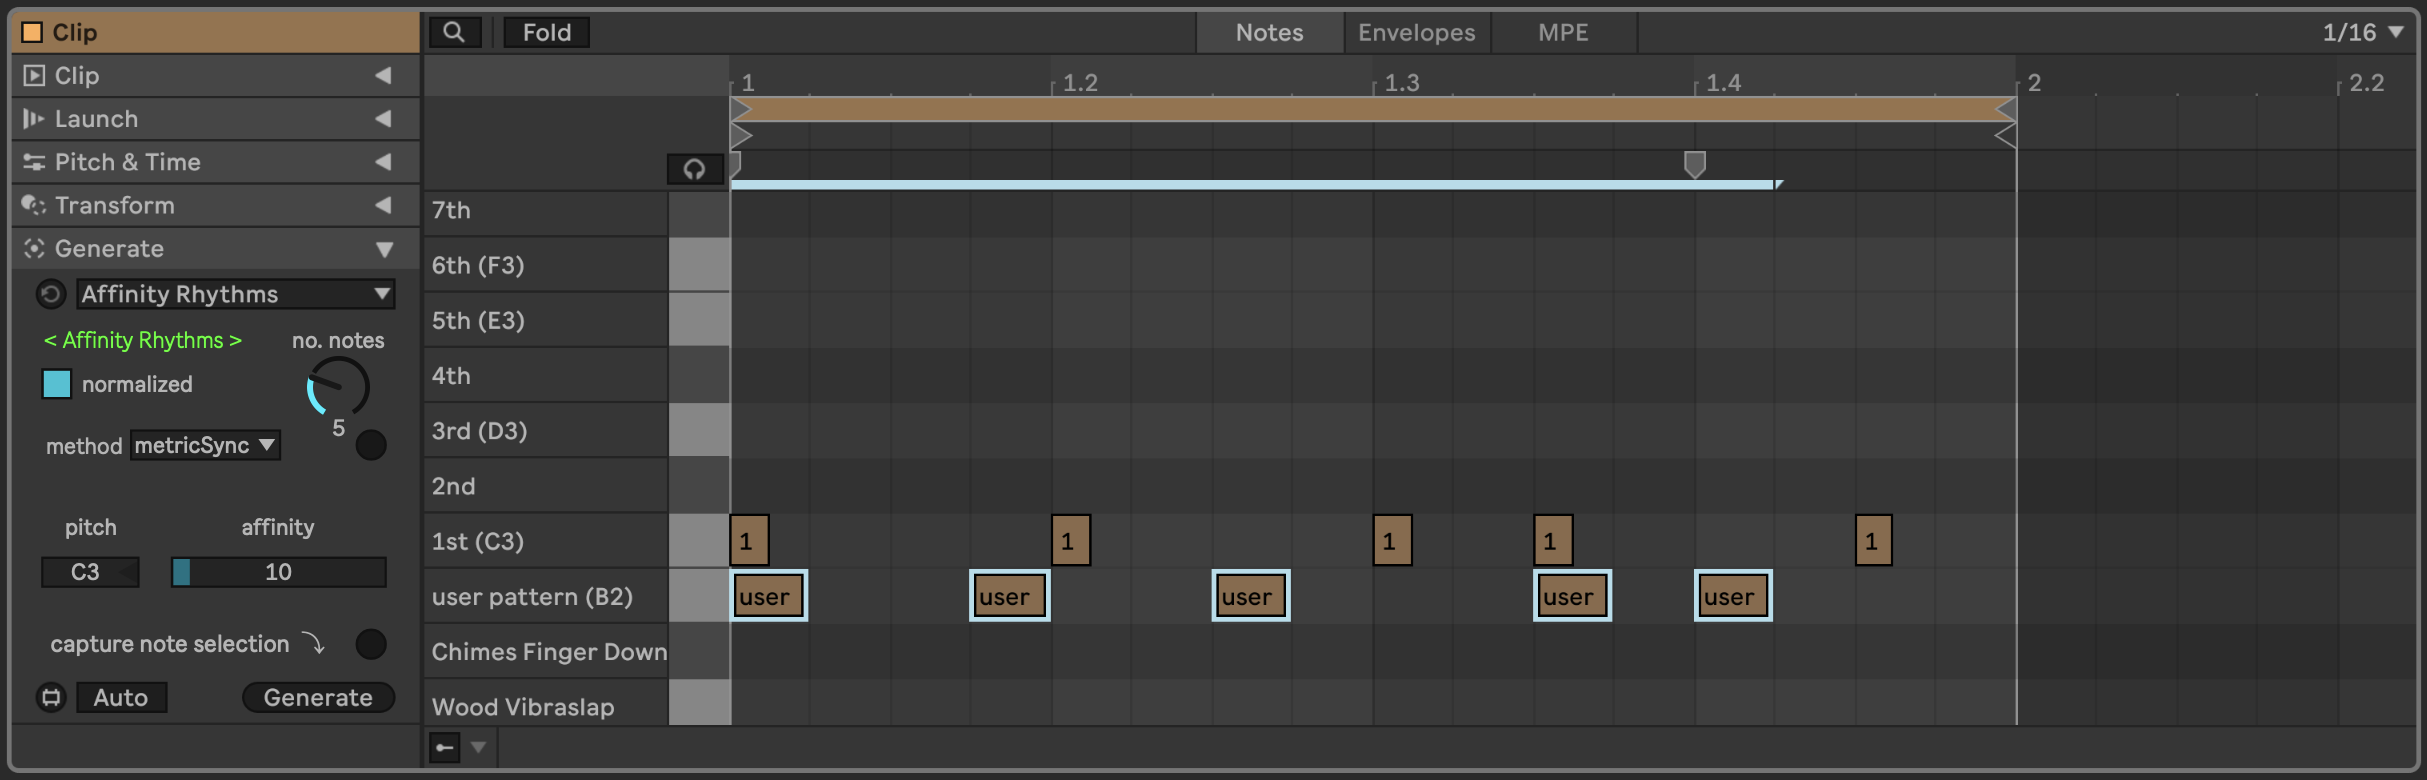 Clip
Fold
Notes
Envelopes
MPE
1/16
Clip
Launch
Pitch & Time
Transform
Generate
Affinity Rhythms
< Affinity Rhythms >
no. notes
normalized
5
method
metricSync
pitch
affinity
C3
10
capture note selection
Auto
Generate
1
1.2
1.3
1.4
2
2.2
7th
6th (F3)
5th (E3)
4th
3rd (D3)
2nd
1st (C3)
1
1
1
1
1
user pattern (B2)
user
user
user
user
user
Chimes Finger Down
Wood Vibraslap